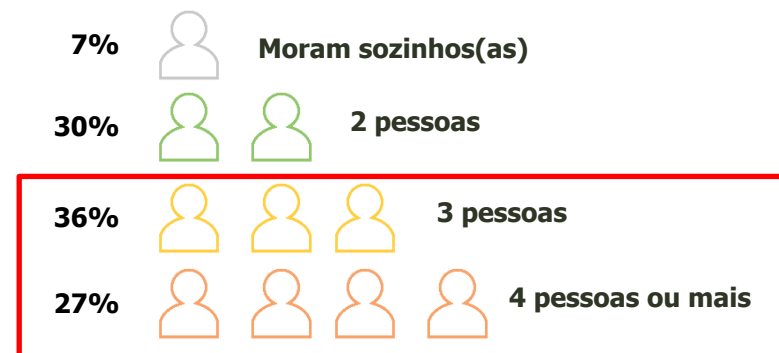 7% Moram sozinhos(as)
30% 2 pessoas
36% 3 pessoas
27% 4 pessoas ou mais